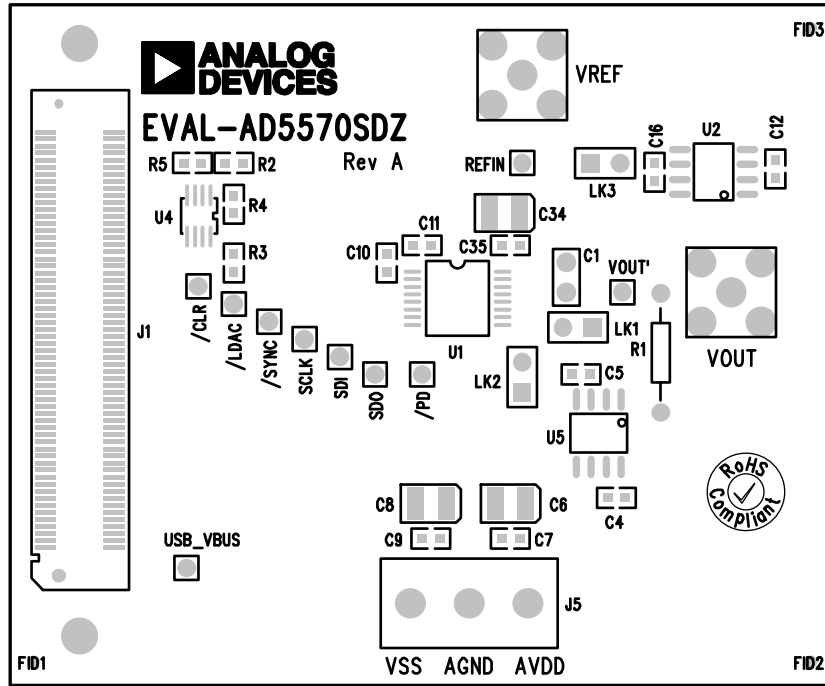 FID3
ANALOG
DEVICES
VREF
EVAL-AD5570SDZ
Rev A
REFIN
C16
U2
C12
R5
R2
LK3
U4
R4
C34
C11
C35
C10
R3
C1
VOUT'
J1
/CLR
/LDAC
/SYNC
SCLK
SDI
SDO
/PD
U1
LK1
R1
VOUT
LK2
C5
U5
RoHS
Compliant
C8
C6
C4
C9
C7
USB_VBUS
J5
FID1
VSS AGND AVDD
FID2